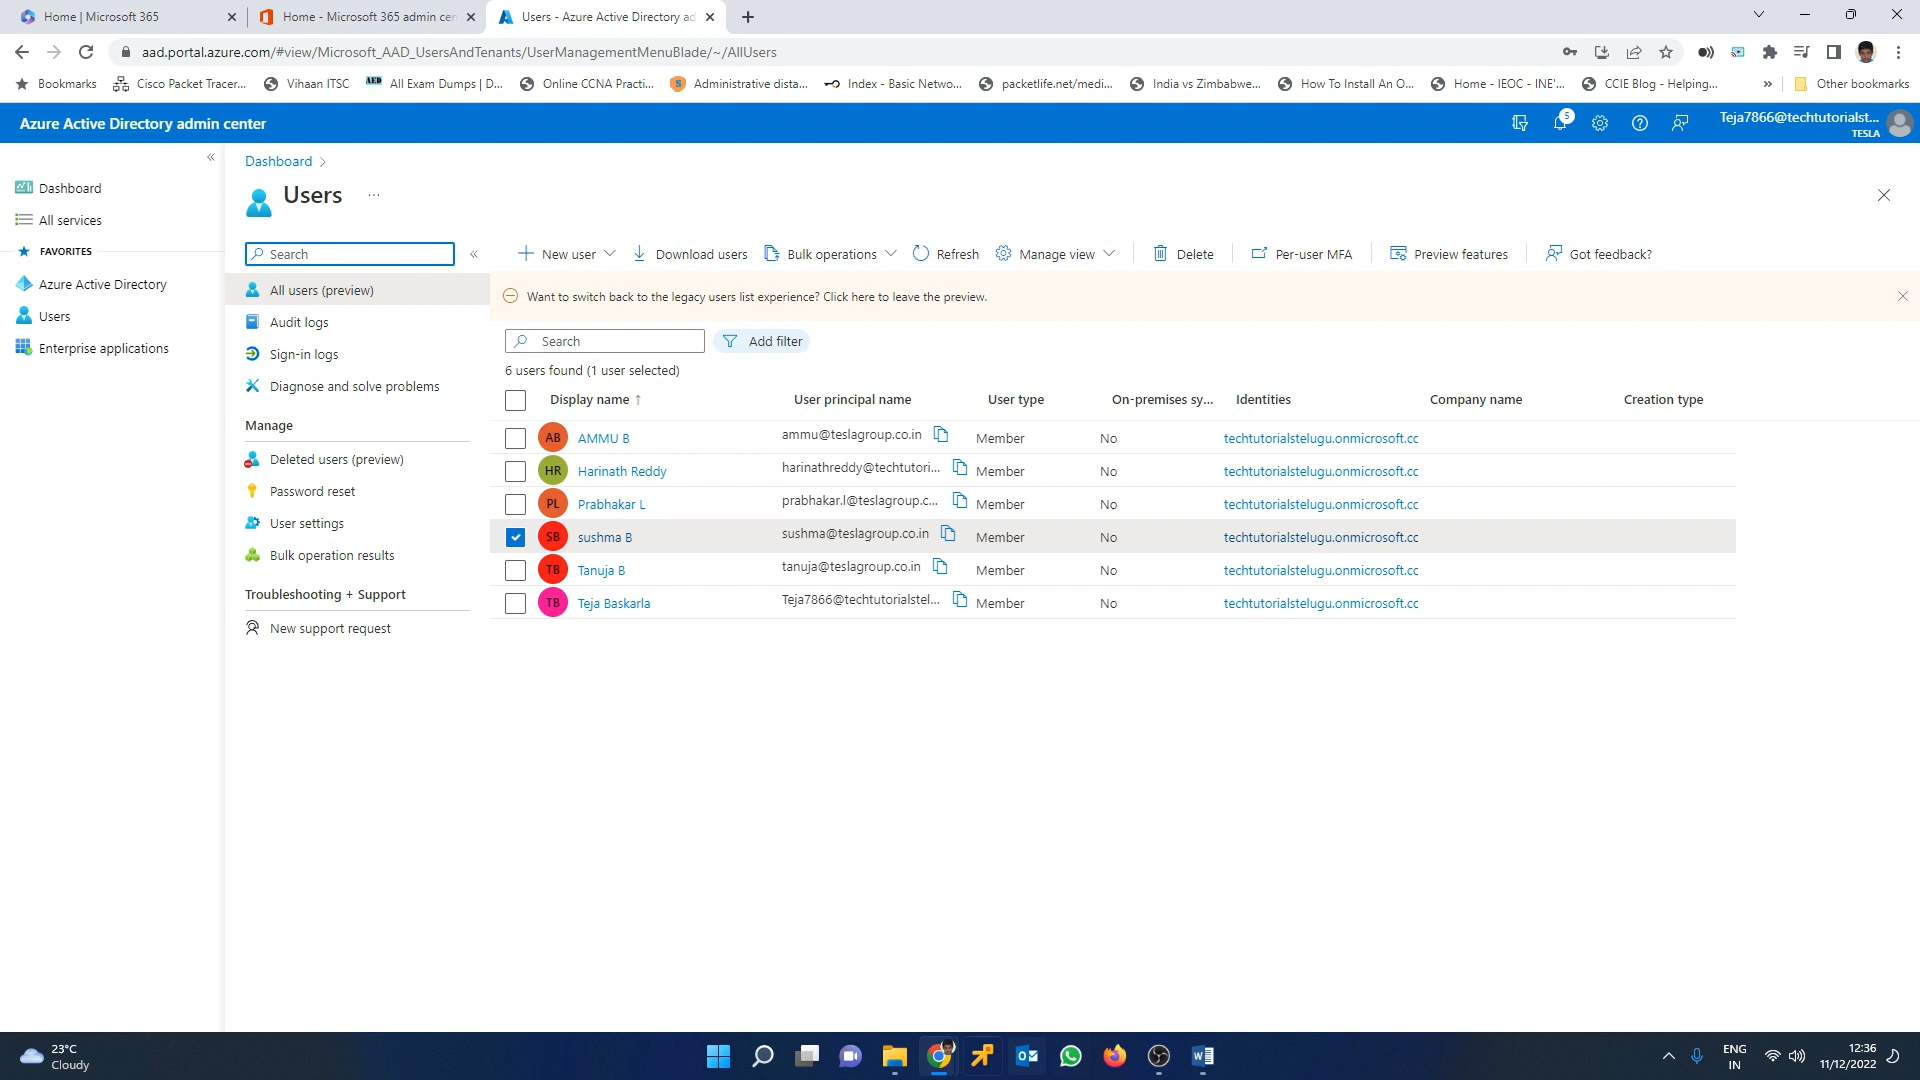 Home | Microsoft 365
Home - Microsoft 365 admin cen
Users - Azure Active Directory ad
aad.portal.azure.com/#view/Microsoft_AAD_UsersAndTenants/UserManagementMenuBlade/~/AllUsers
Bookmarks
Cisco Packet Tracer...
Vihaan ITSC
AED
All Exam Dumps | D...
Online CCNA Practi...
Administrative dista...
Index - Basic Netwo...
packetlife.net/medi...
India vs Zimbabwe...
How To Install An O...
Home - IEOC - INE'...
CCIE Blog - Helping...
»
Other bookmarks
Azure Active Directory admin center
5
Teja7866@techtutorialst...
TESLA
Dashboard
All services
FAVORITES
Azure Active Directory
Users
Enterprise applications
Dashboard >
Users
...
Search
All users (preview)
Audit logs
Sign-in logs
Diagnose and solve problems
Manage
Deleted users (preview)
Password reset
User settings
Bulk operation results
Troubleshooting + Support
New support request
New user
Download users
Bulk operations
Refresh
Manage view
Delete
Per-user MFA
Preview features
Got feedback?
Want to switch back to the legacy users list experience? Click here to leave the preview.
Search
Add filter
6 users found (1 user selected)
Display name ↑ User principal name User type On-premises sy... Identities Company name Creation type
AB AMMU B ammu@teslagroup.co.in Member No techtutorialstelugu.onmicrosoft.cc
HR Harinath Reddy harinathreddy@techtutori... Member No techtutorialstelugu.onmicrosoft.cc
PL Prabhakar L prabhakar.l@teslagroup.c... Member No techtutorialstelugu.onmicrosoft.cc
SB sushma B sushma@teslagroup.co.in Member No techtutorialstelugu.onmicrosoft.cc
TB Tanuja B tanuja@teslagroup.co.in Member No techtutorialstelugu.onmicrosoft.cc
TB Teja Baskarla Teja7866@techtutorialstel... Member No techtutorialstelugu.onmicrosoft.cc
23°C
Cloudy
ENG
IN
12:36
11/12/2022